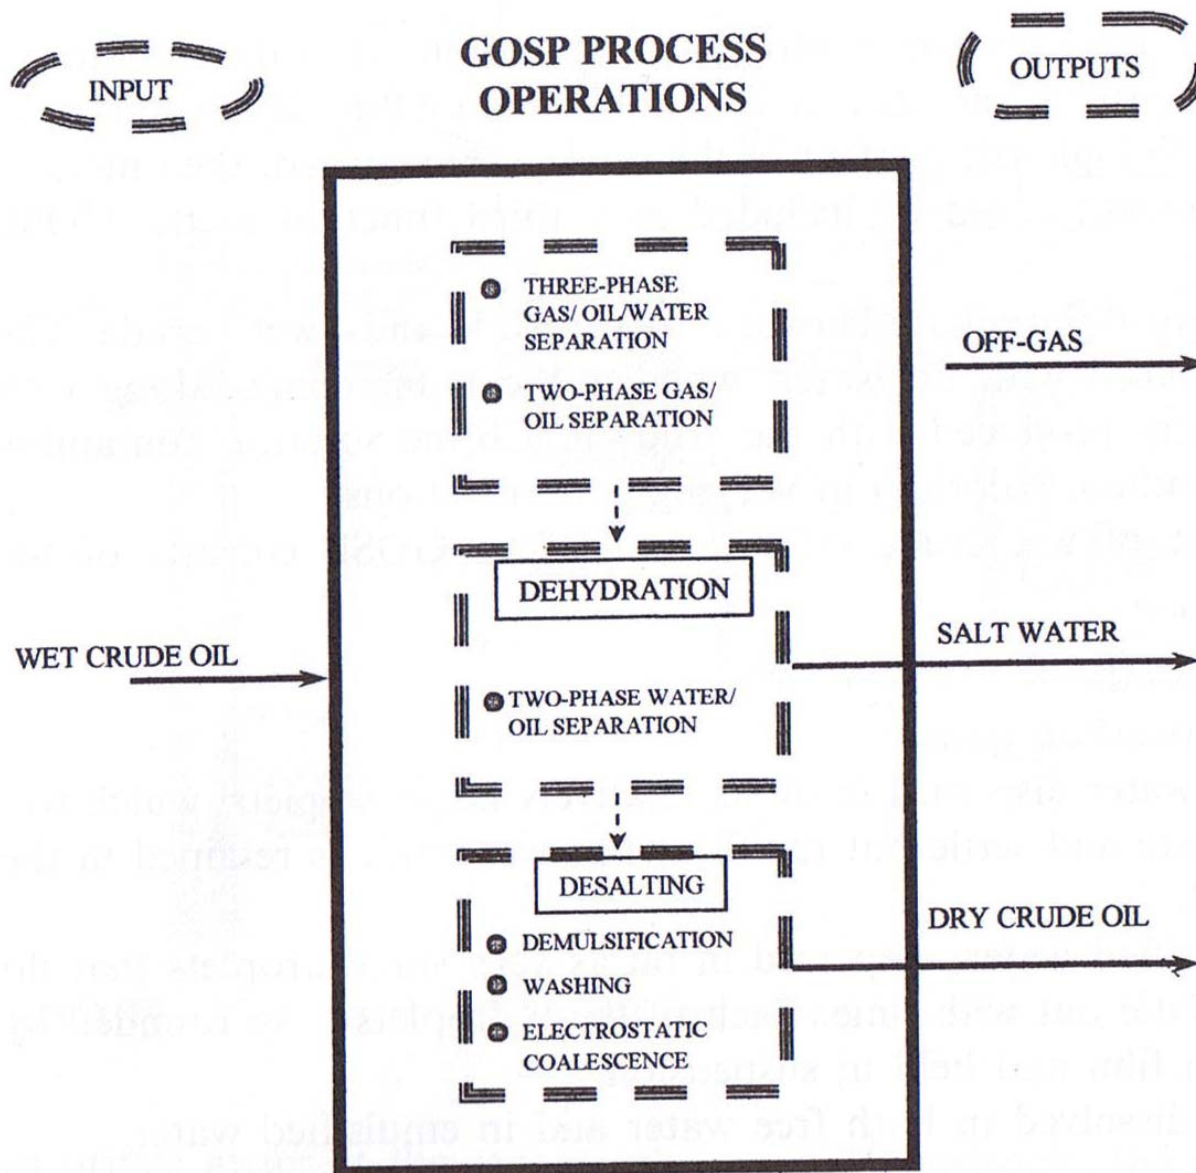 INPUT
GOSP PROCESS
OPERATIONS
OUTPUTS
THREE-PHASE
GAS/ OIL/WATER
SEPARATION
TWO-PHASE GAS/
OIL SEPARATION
OFF-GAS
DEHYDRATION
WET CRUDE OIL
SALT WATER
TWO-PHASE WATER/
OIL SEPARATION
DESALTING
DEMULSIFICATION
WASHING
ELECTROSTATIC
COALESCENCE
DRY CRUDE OIL